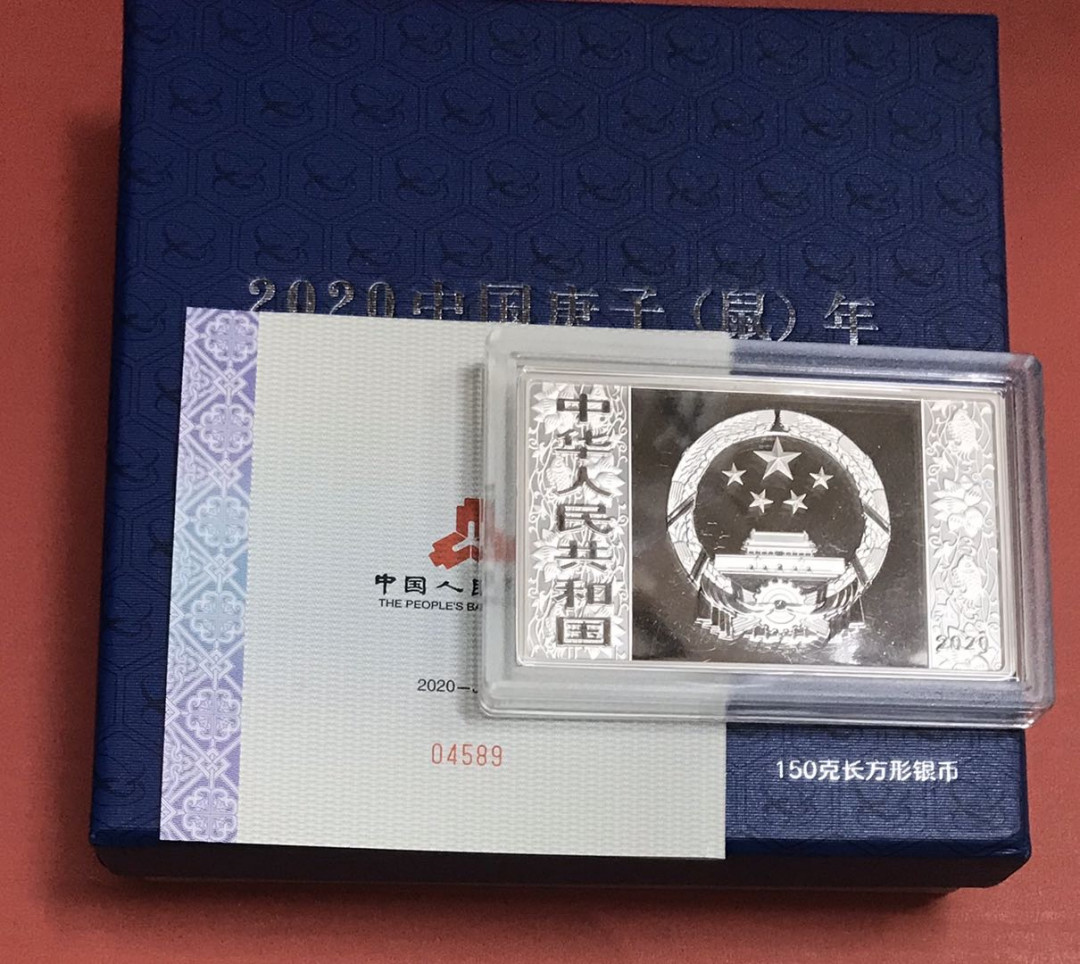 2020中国庚子（鼠）年
中华人民共和国
中国人民
THE PEOPLE'S BA
2020—
04589
2020
150克长方形银币